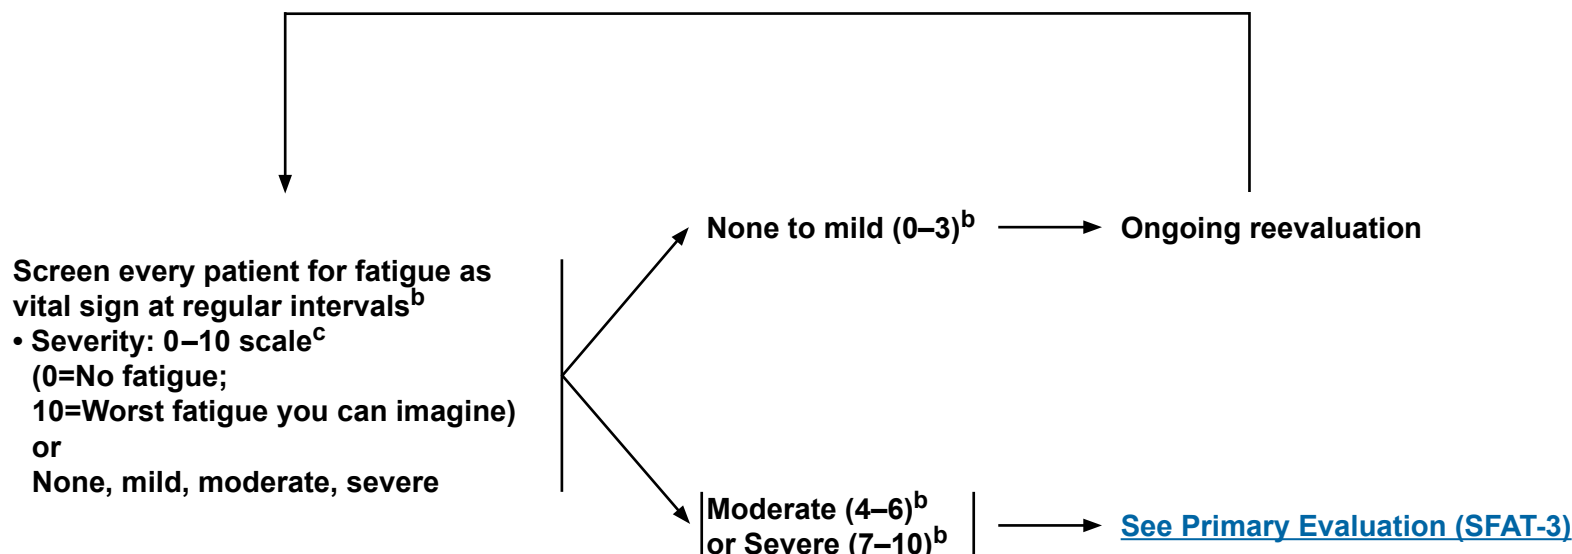 Screen every patient for fatigue as
vital sign at regular intervalsb
• Severity: 0–10 scalec
(0=No fatigue;
10=Worst fatigue you can imagine)
or
None, mild, moderate, severe
None to mild (0–3)b
Ongoing reevaluation
Moderate (4–6)b
or Severe (7–10)b
See Primary Evaluation (SFAT-3)